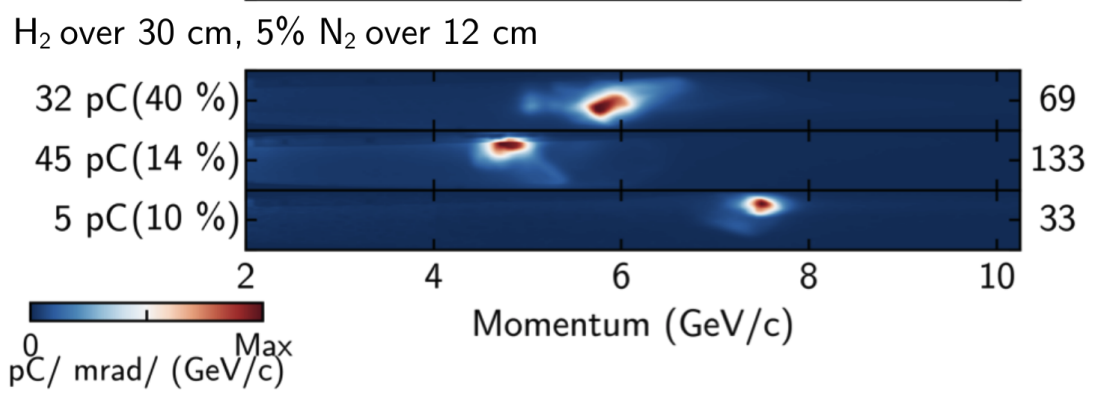 H₂ over 30 cm, 5% N₂ over 12 cm
32 pC(40 %) 69
45 pC(14 %) 133
5 pC(10 %) 33
2 4 6 8 10
Momentum (GeV/c)
0 Max
pC/ mrad/ (GeV/c)